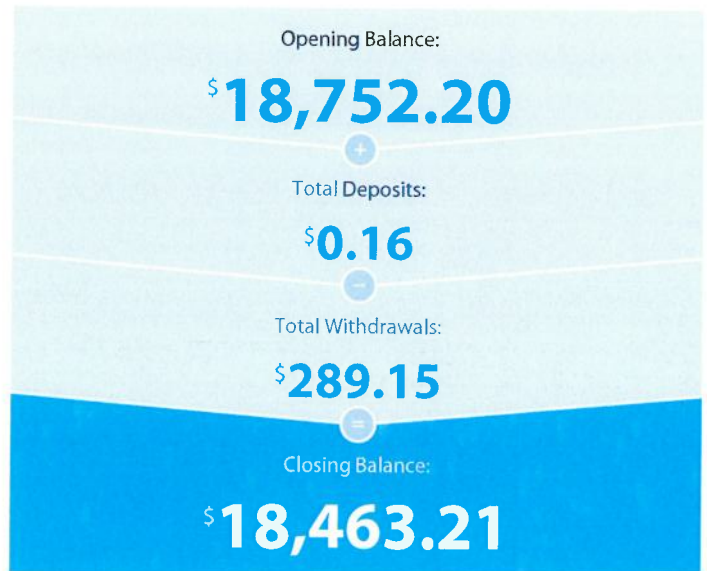 Opening Balance:
$18,752.20
+
Total Deposits:
$0.16
−
Total Withdrawals:
$289.15
=
Closing Balance:
$18,463.21